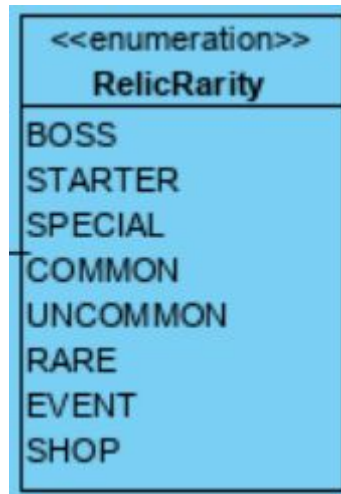 <<enumeration>>
RelicRarity
BOSS
STARTER
SPECIAL
COMMON
UNCOMMON
RARE
EVENT
SHOP